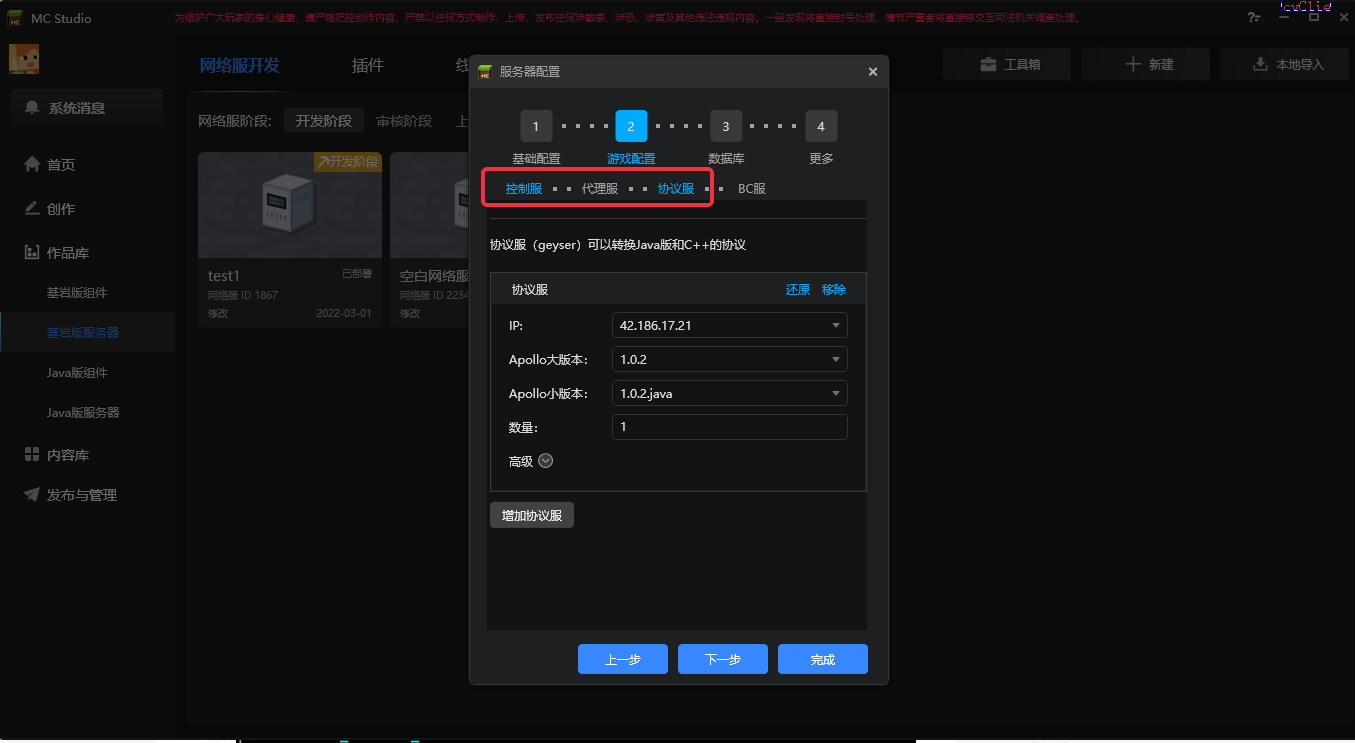 MC Studio
为维护广大玩家的身心健康，请严格把控创作内容，严禁以任何方式制作、上传、发布任何涉敏感、涉恐、涉黄及其他违法违规内容。一经发现将直接封号处理，情节严重者将直接移交至司法机关调查处理。
网络服开发
插件
线
工具箱
新建
本地导入
系统消息
首页
创作
作品库
基岩版组件
基岩版服务器
Java版组件
Java版服务器
内容库
发布与管理
网络服阶段:
开发阶段
审核阶段
上
开发阶段
test1
已部署
网络服 ID 1867
修改
2022-03-01
空白网络服
网络服 ID 2234
修改
服务器配置
1
2
3
4
基础配置
游戏配置
数据库
更多
控制服
代理服
协议服
BC服
协议服（geyser）可以转换Java版和C++的协议
协议服
还原
移除
IP:
42.186.17.21
Apollo大版本:
1.0.2
Apollo小版本:
1.0.2.java
数量:
1
高级
增加协议服
上一步
下一步
完成